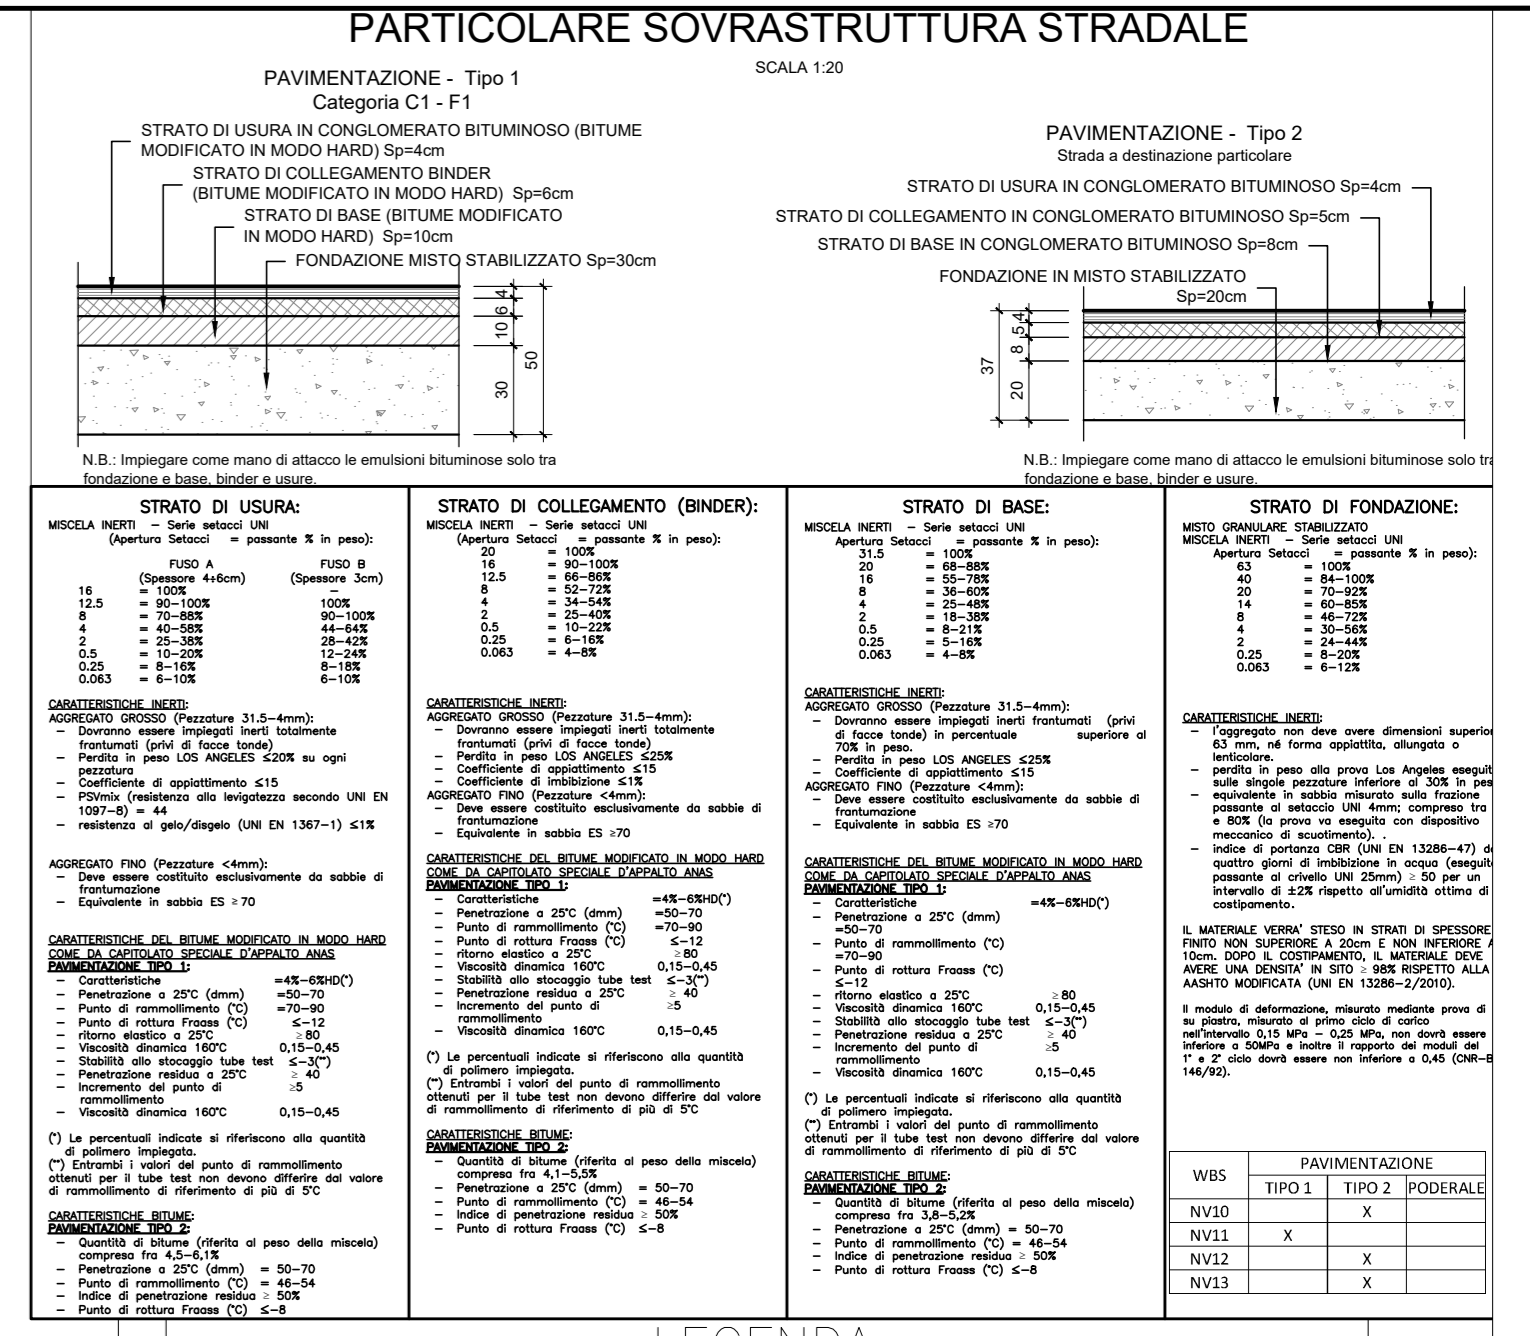 PARTICOLARE SOVRASTRUTTURA STRADALE
SCALA 1:20
PAVIMENTAZIONE - Tipo 1
Categoria C1 - F1
STRATO DI USURA IN CONGLOMERATO BITUMINOSO (BITUME
MODIFICATO IN MODO HARD) Sp=4cm
STRATO DI COLLEGAMENTO BINDER
(BITUME MODIFICATO IN MODO HARD) Sp=6cm
STRATO DI BASE (BITUME MODIFICATO
IN MODO HARD) Sp=10cm
FONDAZIONE MISTO STABILIZZATO Sp=30cm
4
6
10
30
50
N.B.: Impiegare come mano di attacco le emulsioni bituminose solo tra
fondazione e base, binder e usure.
PAVIMENTAZIONE - Tipo 2
Strada a destinazione particolare
STRATO DI USURA IN CONGLOMERATO BITUMINOSO Sp=4cm
STRATO DI COLLEGAMENTO IN CONGLOMERATO BITUMINOSO Sp=5cm
STRATO DI BASE IN CONGLOMERATO BITUMINOSO Sp=8cm
FONDAZIONE IN MISTO STABILIZZATO
Sp=20cm
4
5
8
20
37
N.B.: Impiegare come mano di attacco le emulsioni bituminose solo tra
fondazione e base, binder e usure.
STRATO DI USURA:
MISCELA INERTI – Serie setacci UNI
(Apertura Setacci = passante % in peso):
FUSO A FUSO B
(Spessore 4÷6cm) (Spessore 3cm)
16 = 100% –
12.5 = 90–100% 100%
8 = 70–88% 90–100%
4 = 40–58% 44–64%
2 = 25–38% 28–42%
0.5 = 10–20% 12–24%
0.25 = 8–16% 8–18%
0.063 = 6–10% 6–10%
CARATTERISTICHE INERTI:
AGGREGATO GROSSO (Pezzature 31.5–4mm):
– Dovranno essere impiegati inerti totalmente
frantumati (privi di facce tonde)
– Perdita in peso LOS ANGELES ≤20% su ogni
pezzatura
– Coefficiente di appiattimento ≤15
– PSVmix (resistenza alla levigatezza secondo UNI EN
1097–8) = 44
– resistenza al gelo/disgelo (UNI EN 1367–1) ≤1%
AGGREGATO FINO (Pezzature <4mm):
– Deve essere costituito esclusivamente da sabbie di
frantumazione
– Equivalente in sabbia ES ≥70
CARATTERISTICHE DEL BITUME MODIFICATO IN MODO HARD
COME DA CAPITOLATO SPECIALE D'APPALTO ANAS
PAVIMENTAZIONE TIPO 1:
– Caratteristiche =4%–6%HD(*)
– Penetrazione a 25°C (dmm) =50–70
– Punto di rammollimento (°C) =70–90
– Punto di rottura Fraass (°C) ≤–12
– ritorno elastico a 25°C ≥80
– Viscosità dinamica 160°C 0,15–0,45
– Stabilità allo stocaggio tube test ≤–3(**)
– Penetrazione residua a 25°C ≥ 40
– Incremento del punto di ≥5
rammollimento
– Viscosità dinamica 160°C 0,15–0,45
(*) Le percentuali indicate si riferiscono alla quantità
di polimero impiegata.
(**) Entrambi i valori del punto di rammollimento
ottenuti per il tube test non devono differire dal valore
di rammollimento di riferimento di più di 5°C
CARATTERISTICHE BITUME:
PAVIMENTAZIONE TIPO 2:
– Quantità di bitume (riferita al peso della miscela)
compresa fra 4,5–6,1%
– Penetrazione a 25°C (dmm) = 50–70
– Punto di rammollimento (°C) = 46–54
– Indice di penetrazione residua ≥ 50%
– Punto di rottura Fraass (°C) ≤–8
STRATO DI COLLEGAMENTO (BINDER):
MISCELA INERTI – Serie setacci UNI
(Apertura Setacci = passante % in peso):
20 = 100%
16 = 90–100%
12.5 = 66–86%
8 = 52–72%
4 = 34–54%
2 = 25–40%
0.5 = 10–22%
0.25 = 6–16%
0.063 = 4–8%
CARATTERISTICHE INERTI:
AGGREGATO GROSSO (Pezzature 31.5–4mm):
– Dovranno essere impiegati inerti totalmente
frantumati (privi di facce tonde)
– Perdita in peso LOS ANGELES ≤25%
– Coefficiente di appiattimento ≤15
– Coefficiente di imbibizione ≤1%
AGGREGATO FINO (Pezzature <4mm):
– Deve essere costituito esclusivamente da sabbie di
frantumazione
– Equivalente in sabbia ES ≥70
CARATTERISTICHE DEL BITUME MODIFICATO IN MODO HARD
COME DA CAPITOLATO SPECIALE D'APPALTO ANAS
PAVIMENTAZIONE TIPO 1:
– Caratteristiche =4%–6%HD(*)
– Penetrazione a 25°C (dmm) =50–70
– Punto di rammollimento (°C) =70–90
– Punto di rottura Fraass (°C) ≤–12
– ritorno elastico a 25°C ≥80
– Viscosità dinamica 160°C 0,15–0,45
– Stabilità allo stocaggio tube test ≤–3(**)
– Penetrazione residua a 25°C ≥ 40
– Incremento del punto di ≥5
rammollimento
– Viscosità dinamica 160°C 0,15–0,45
(*) Le percentuali indicate si riferiscono alla quantità
di polimero impiegata.
(**) Entrambi i valori del punto di rammollimento
ottenuti per il tube test non devono differire dal valore
di rammollimento di riferimento di più di 5°C
CARATTERISTICHE BITUME:
PAVIMENTAZIONE TIPO 2:
– Quantità di bitume (riferita al peso della miscela)
compresa fra 4,1–5,5%
– Penetrazione a 25°C (dmm) = 50–70
– Punto di rammollimento (°C) = 46–54
– Indice di penetrazione residua ≥ 50%
– Punto di rottura Fraass (°C) ≤–8
STRATO DI BASE:
MISCELA INERTI – Serie setacci UNI
Apertura Setacci = passante % in peso):
31.5 = 100%
20 = 68–88%
16 = 55–78%
8 = 36–60%
4 = 25–48%
2 = 18–38%
0.5 = 8–21%
0.25 = 5–16%
0.063 = 4–8%
CARATTERISTICHE INERTI:
AGGREGATO GROSSO (Pezzature 31.5–4mm):
– Dovranno essere impiegati inerti frantumati (privi
di facce tonde) in percentuale superiore al
70% in peso.
– Perdita in peso LOS ANGELES ≤25%
– Coefficiente di appiattimento ≤15
AGGREGATO FINO (Pezzature <4mm):
– Deve essere costituito esclusivamente da sabbie di
frantumazione
– Equivalente in sabbia ES ≥70
CARATTERISTICHE DEL BITUME MODIFICATO IN MODO HARD
COME DA CAPITOLATO SPECIALE D'APPALTO ANAS
PAVIMENTAZIONE TIPO 1:
– Caratteristiche =4%–6%HD(*)
– Penetrazione a 25°C (dmm)
=50–70
– Punto di rammollimento (°C)
=70–90
– Punto di rottura Fraass (°C)
≤–12
– ritorno elastico a 25°C ≥80
– Viscosità dinamica 160°C 0,15–0,45
– Stabilità allo stocaggio tube test ≤–3(**)
– Penetrazione residua a 25°C ≥ 40
– Incremento del punto di ≥5
rammollimento
– Viscosità dinamica 160°C 0,15–0,45
(*) Le percentuali indicate si riferiscono alla quantità
di polimero impiegata.
(**) Entrambi i valori del punto di rammollimento
ottenuti per il tube test non devono differire dal valore
di rammollimento di riferimento di più di 5°C
CARATTERISTICHE BITUME:
PAVIMENTAZIONE TIPO 2:
– Quantità di bitume (riferita al peso della miscela)
compresa fra 3,8–5,2%
– Penetrazione a 25°C (dmm) = 50–70
– Punto di rammollimento (°C) = 46–54
– Indice di penetrazione residua ≥ 50%
– Punto di rottura Fraass (°C) ≤–8
STRATO DI FONDAZIONE:
MISTO GRANULARE STABILIZZATO
MISCELA INERTI – Serie setacci UNI
Apertura Setacci = passante % in peso):
63 = 100%
40 = 84–100%
20 = 70–92%
14 = 60–85%
8 = 46–72%
4 = 30–56%
2 = 24–44%
0.25 = 8–20%
0.063 = 6–12%
CARATTERISTICHE INERTI:
– l'aggregato non deve avere dimensioni superior
63 mm, né forma appiattita, allungata o
lenticolare.
– perdita in peso alla prova Los Angeles eseguit
sulle singole pezzature inferiore al 30% in pes
– equivalente in sabbia misurato sulla frazione
passante al setaccio UNI 4mm; compreso tra
e 80% (la prova va eseguita con dispositivo
meccanico di scuotimento). .
– indice di portanza CBR (UNI EN 13286–47) d
quattro giorni di imbibizione in acqua (eseguit
passante al crivello UNI 25mm) ≥ 50 per un
intervallo di ±2% rispetto all'umidità ottima di
costipamento.
IL MATERIALE VERRA' STESO IN STRATI DI SPESSORE
FINITO NON SUPERIORE A 20cm E NON INFERIORE A
10cm. DOPO IL COSTIPAMENTO, IL MATERIALE DEVE
AVERE UNA DENSITA' IN SITO ≥ 98% RISPETTO ALLA
AASHTO MODIFICATA (UNI EN 13286–2/2010).
Il modulo di deformazione, misurato mediante prova di
su piastra, misurato al primo ciclo di carico
nell'intervallo 0,15 MPa – 0,25 MPa, non dovrà essere
inferiore a 50MPa e inoltre il rapporto dei moduli del
1° e 2° ciclo dovrà essere non inferiore a 0,45 (CNR–B
146/92).
WBS PAVIMENTAZIONE
TIPO 1 TIPO 2 PODERALE
NV10 X
NV11 X
NV12 X
NV13 X
LEGENDA